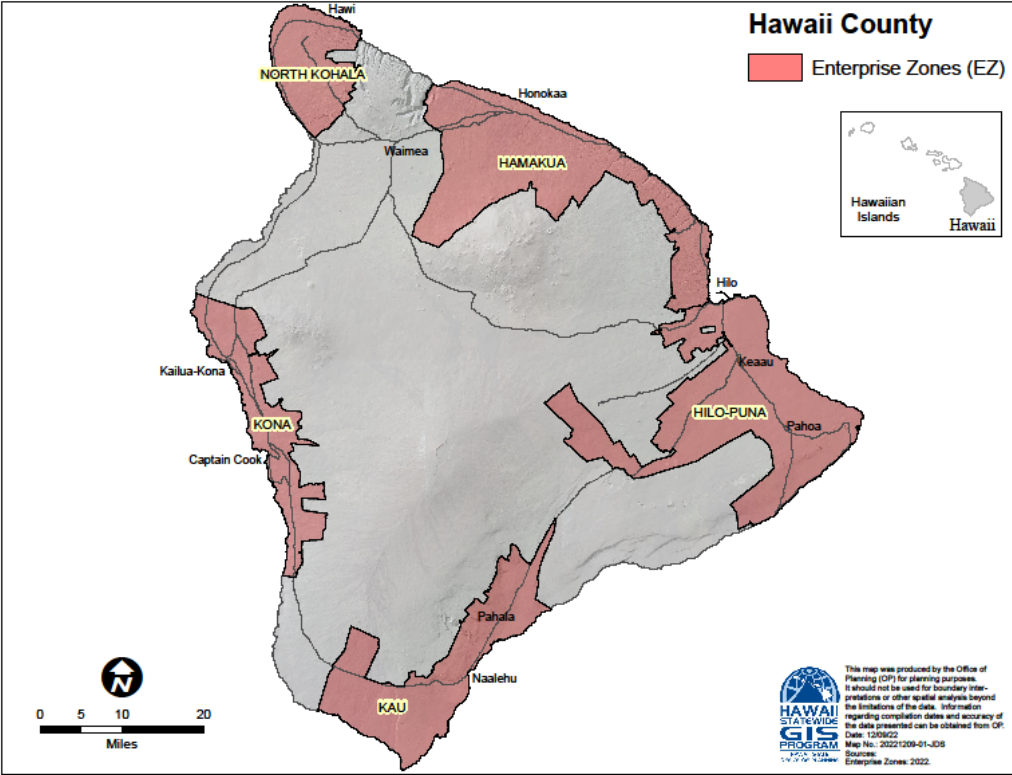 Hawaii County
Enterprise Zones (EZ)
Hawi
NORTH KOHALA
Honokaa
Waimea
HAMAKUA
Hawaiian
Islands
Hawaii
Hilo
Keaau
Kailua-Kona
HILO-PUNA
KONA
Pahoa
Captain Cook
Pahala
Naalehu
KAU
N
0 5 10 20
Miles
HAWAII
STATEWIDE
GIS
PROGRAM
This map was produced by the Office of
Planning (OP) for planning purposes.
It should not be used for boundary inter-
pretations or other spatial analysis beyond
the limitations of the data. Information
regarding compilation dates and accuracy of
the data presented can be obtained from OP.
Date: 12/09/22
Map No.: 20221209-01-JDS
Sources:
Enterprise Zones: 2022.